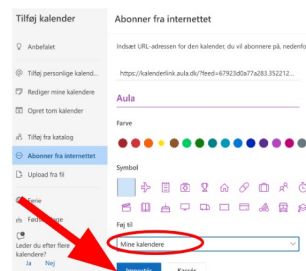 Tilføj kalender
Anbefalet
Tilføj personlige kalend...
Rediger mine kalendere
Opret tom kalender
Tilføj fra katalog
Abonner fra internettet
Upload fra fil
Ferie
Leder du efter flere
kalendere?
Ja Nej
Abonner fra internettet
Indsæt URL-adressen for den kalender, du vil abonnere på, nedenfo
https://kalenderlink.aula.dk/?feed=67923d0a77a283.352212...
Aula
Farve
Symbol
Føj til
Mine kalendere
Importér Kassér